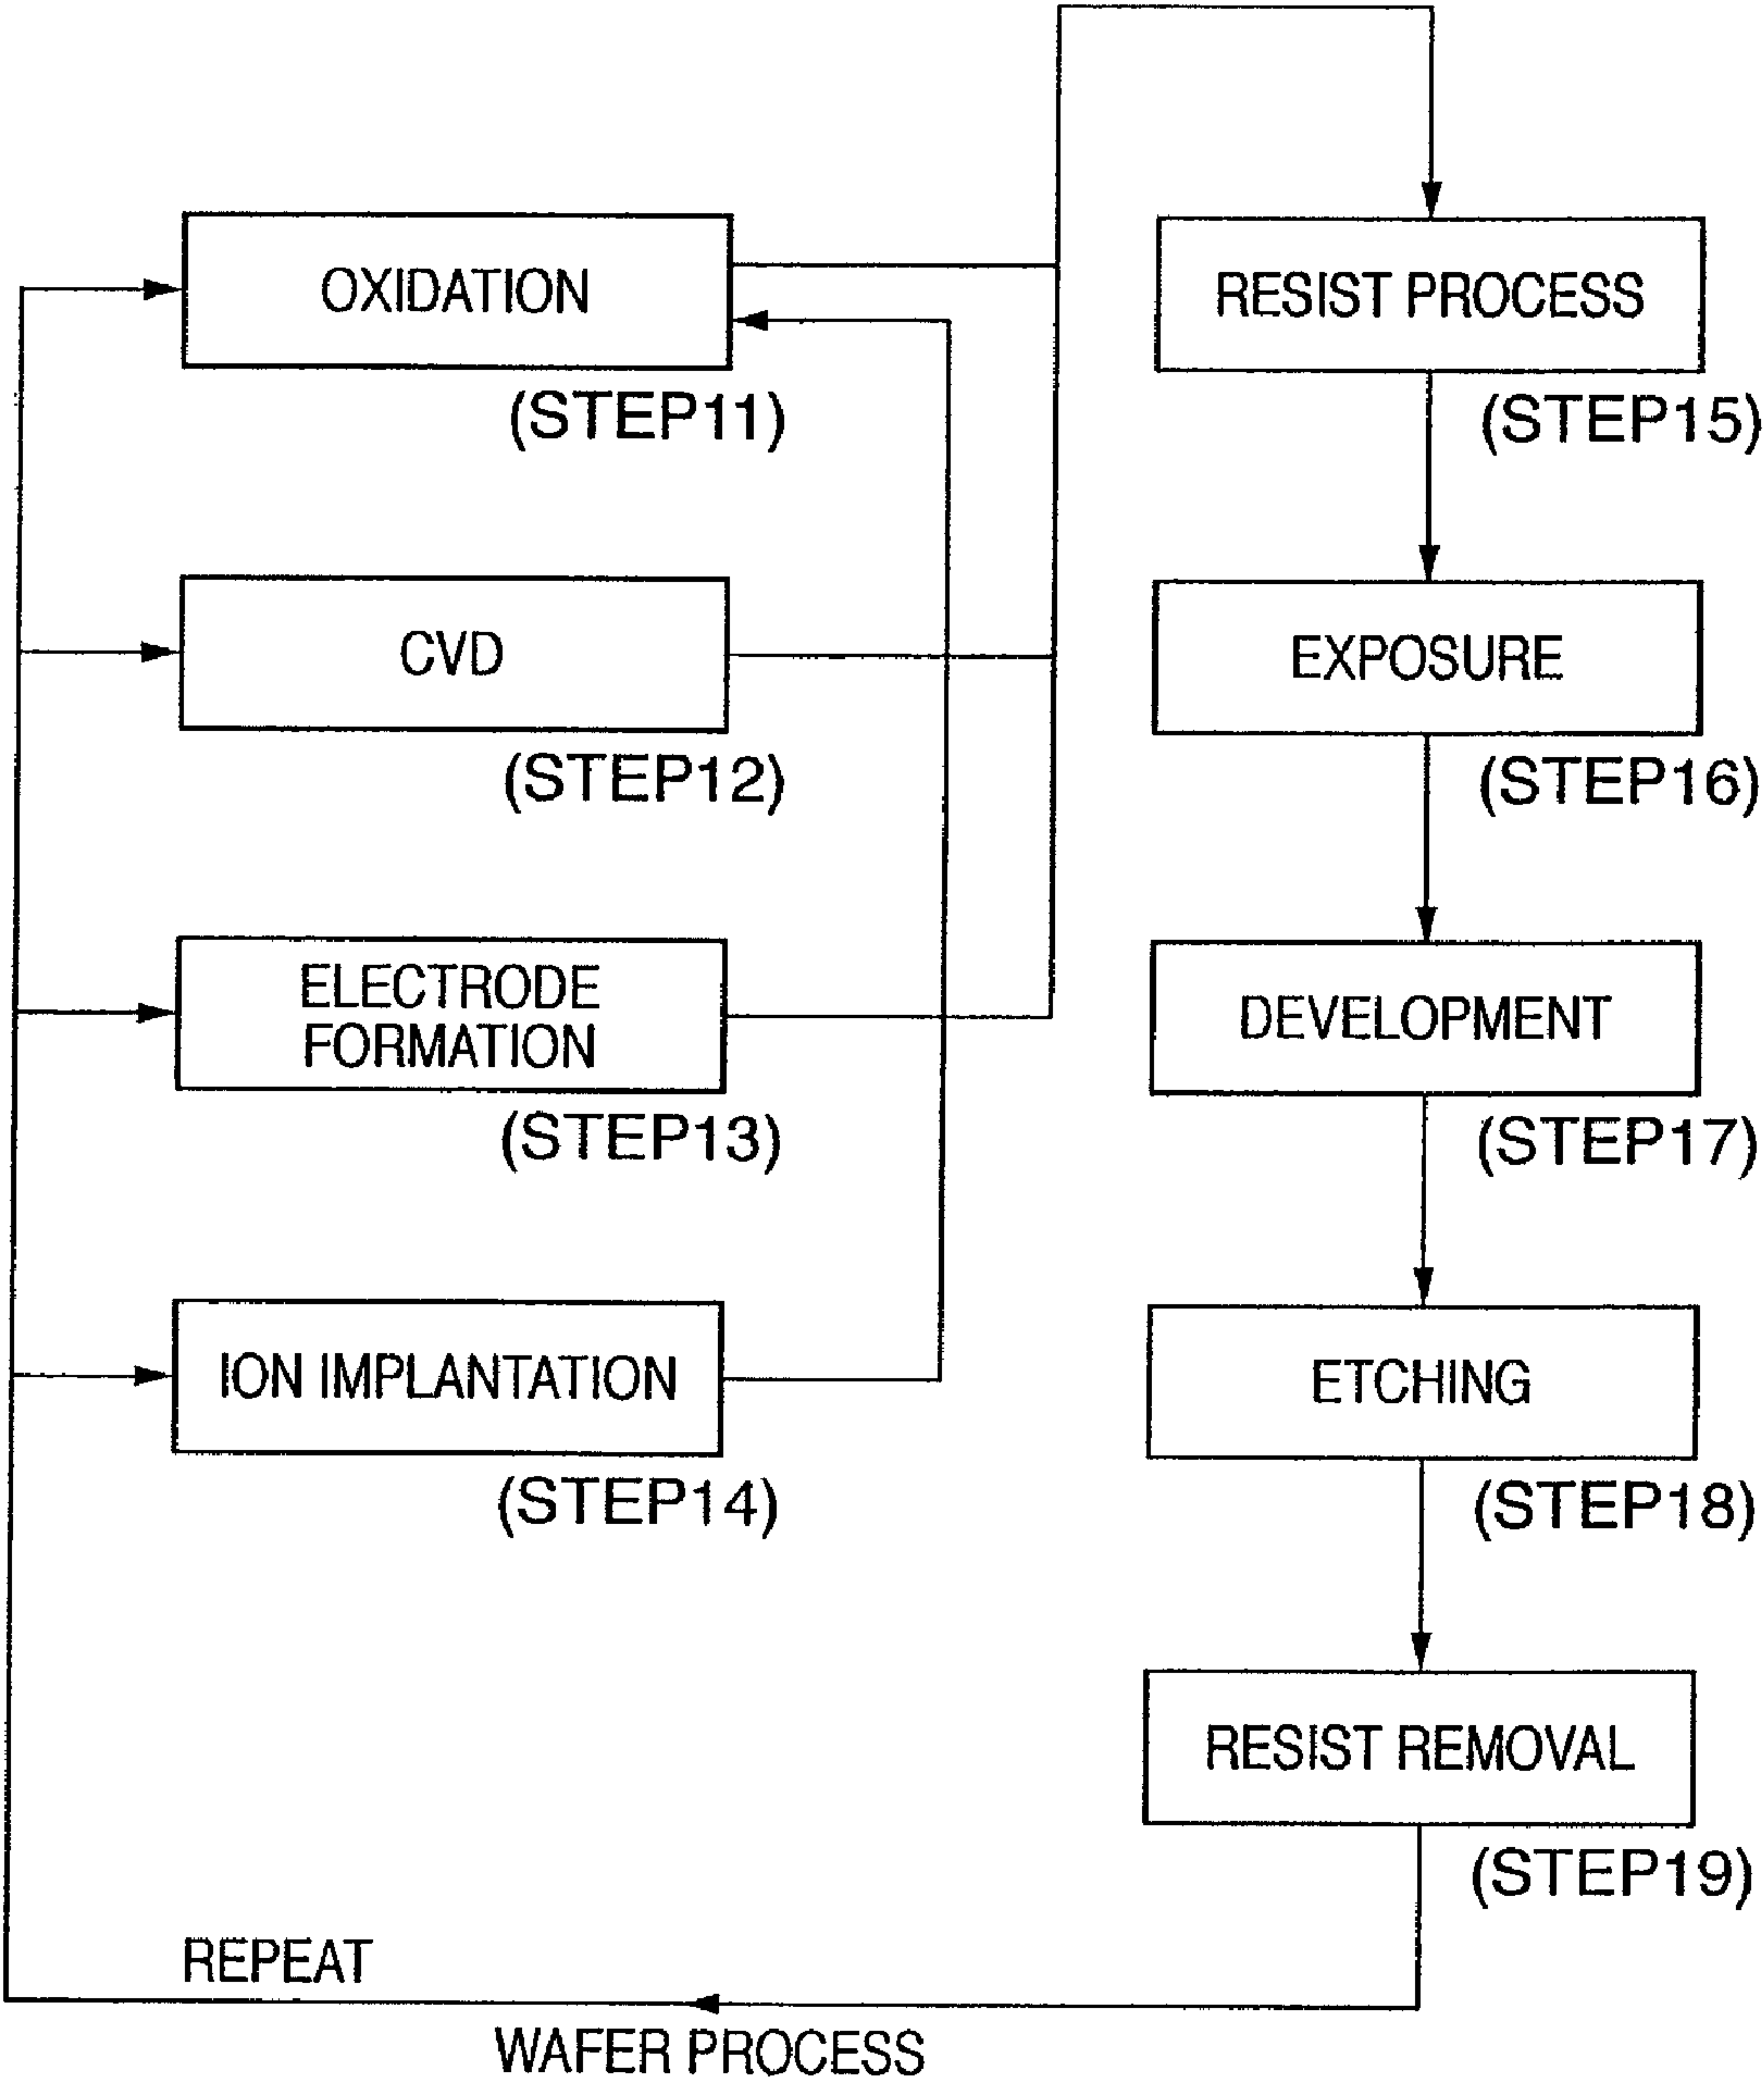 OXIDATION
(STEP11)
CVD
(STEP12)
ELECTRODE
FORMATION
(STEP13)
ION IMPLANTATION
(STEP14)
RESIST PROCESS
(STEP15)
EXPOSURE
(STEP16)
DEVELOPMENT
(STEP17)
ETCHING
(STEP18)
RESIST REMOVAL
(STEP19)
REPEAT
WAFER PROCESS